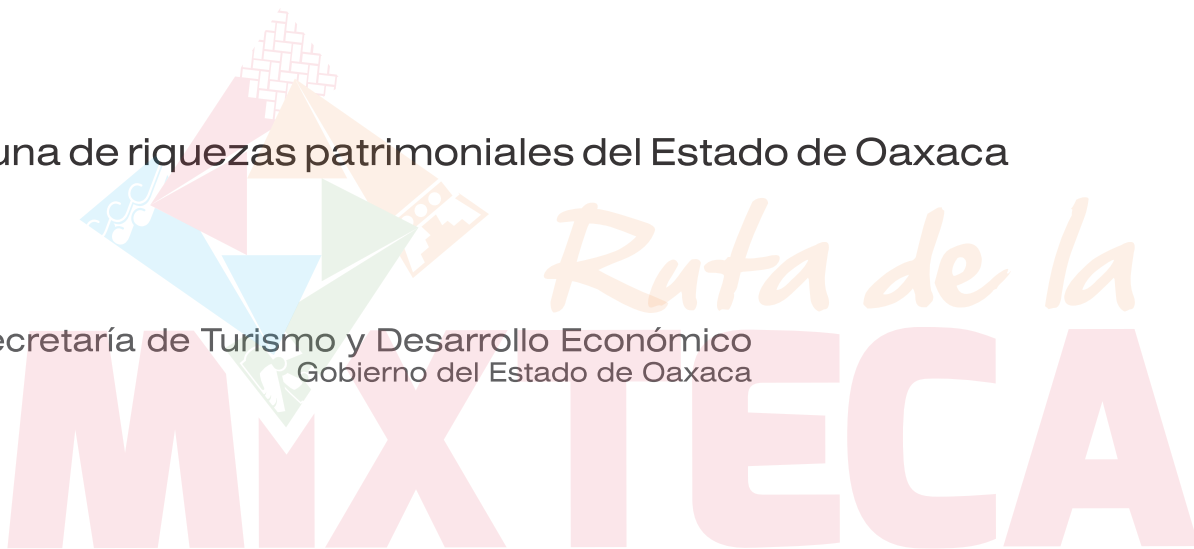 una de riquezas patrimoniales del Estado de Oaxaca
Ruta de la
ecretaría de Turismo y Desarrollo Económico
Gobierno del Estado de Oaxaca
MiXTECA